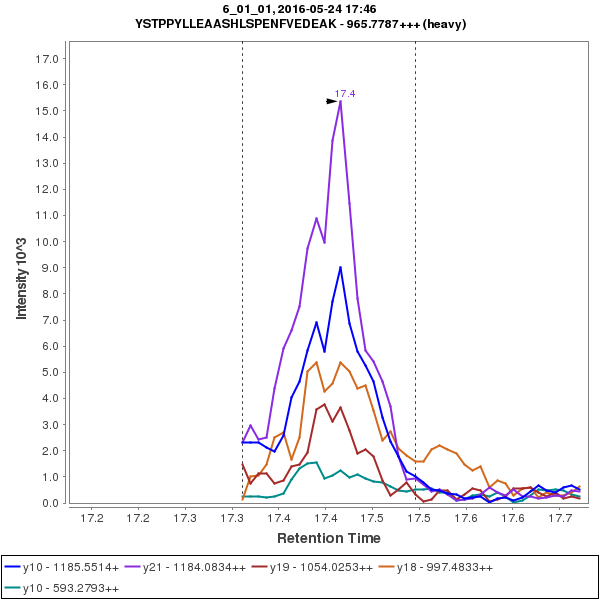 6_01_01, 2016-05-24 17:46
YSTPPYLLEAASHLSPENFVEDEAK - 965.7787+++ (heavy)
17.4
17.0
16.0
15.0
14.0
13.0
12.0
11.0
10.0
9.0
8.0
7.0
6.0
5.0
4.0
3.0
2.0
1.0
0.0
Intensity 10^3
17.2 17.2 17.3 17.3 17.4 17.4 17.5 17.5 17.6 17.6 17.7
Retention Time
y10 - 1185.5514+ y21 - 1184.0834++ y19 - 1054.0253++ y18 - 997.4833++
y10 - 593.2793++